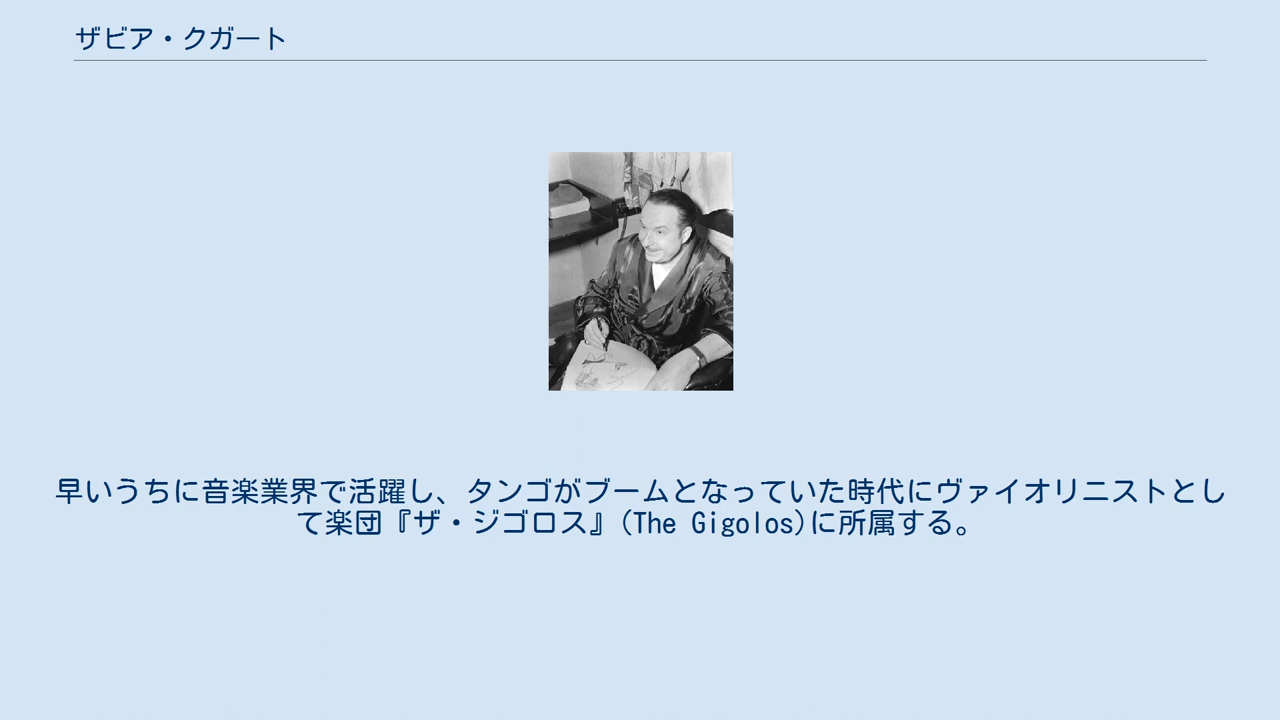 ザビア・クガート
早いうちに音楽業界で活躍し、タンゴがブームとなっていた時代にヴァイオリニストとし
て楽団『ザ・ジゴロス』(The Gigolos)に所属する。